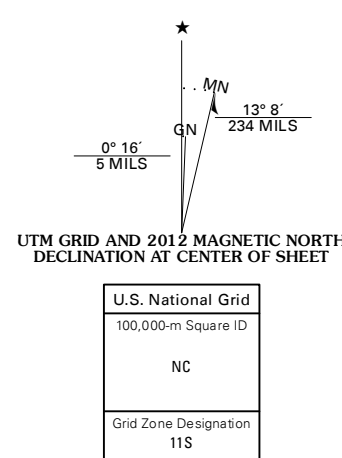 ★
MN
13° 8´
234 MILS
GN
0° 16´
5 MILS
UTM GRID AND 2012 MAGNETIC NORTH
DECLINATION AT CENTER OF SHEET
U.S. National Grid
100,000-m Square ID
NC
Grid Zone Designation
11S